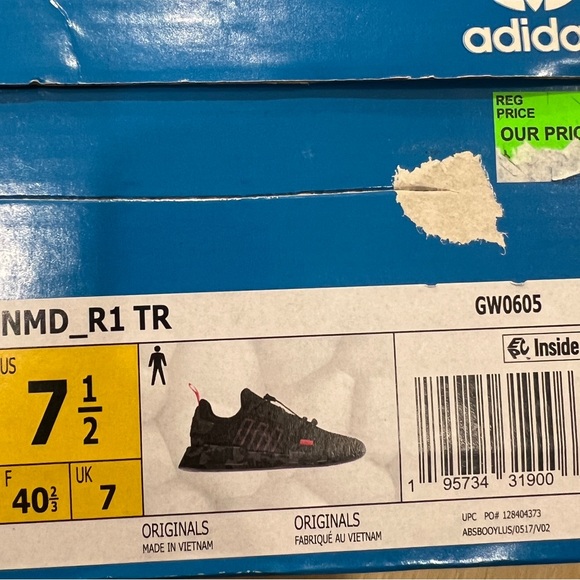 adidas
REG
PRICE
OUR PRIC
NMD_R1 TR
GW0605
US
7 1/2
F
40 2/3
UK
7
Inside
1 95734 31900
ORIGINALS
MADE IN VIETNAM
ORIGINALS
FABRIQUÉ AU VIETNAM
UPC PO# 128404373
ABSBOOYLUS/0517/V02